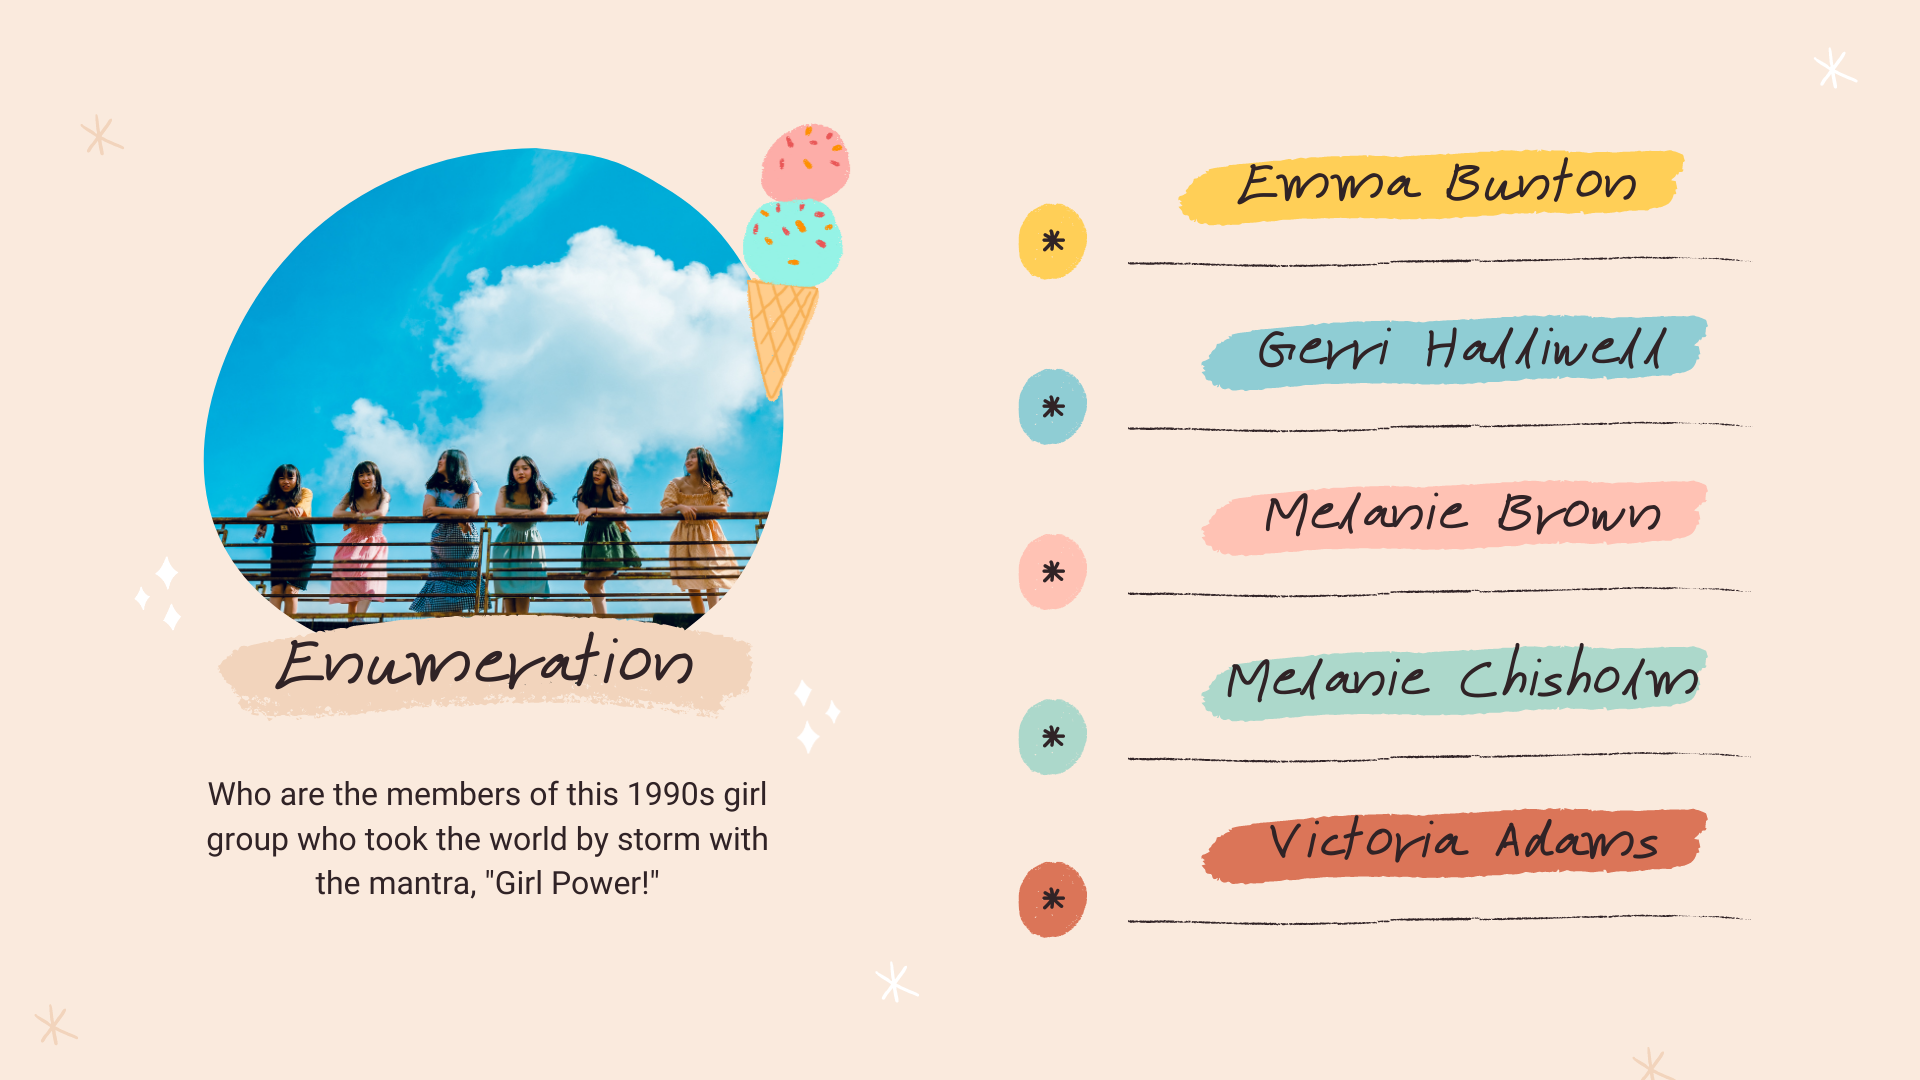 Enumeration
Who are the members of this 1990s girl
group who took the world by storm with
the mantra, "Girl Power!"
Emma Bunton
Gerri Halliwell
Melanie Brown
Melanie Chisholm
Victoria Adams